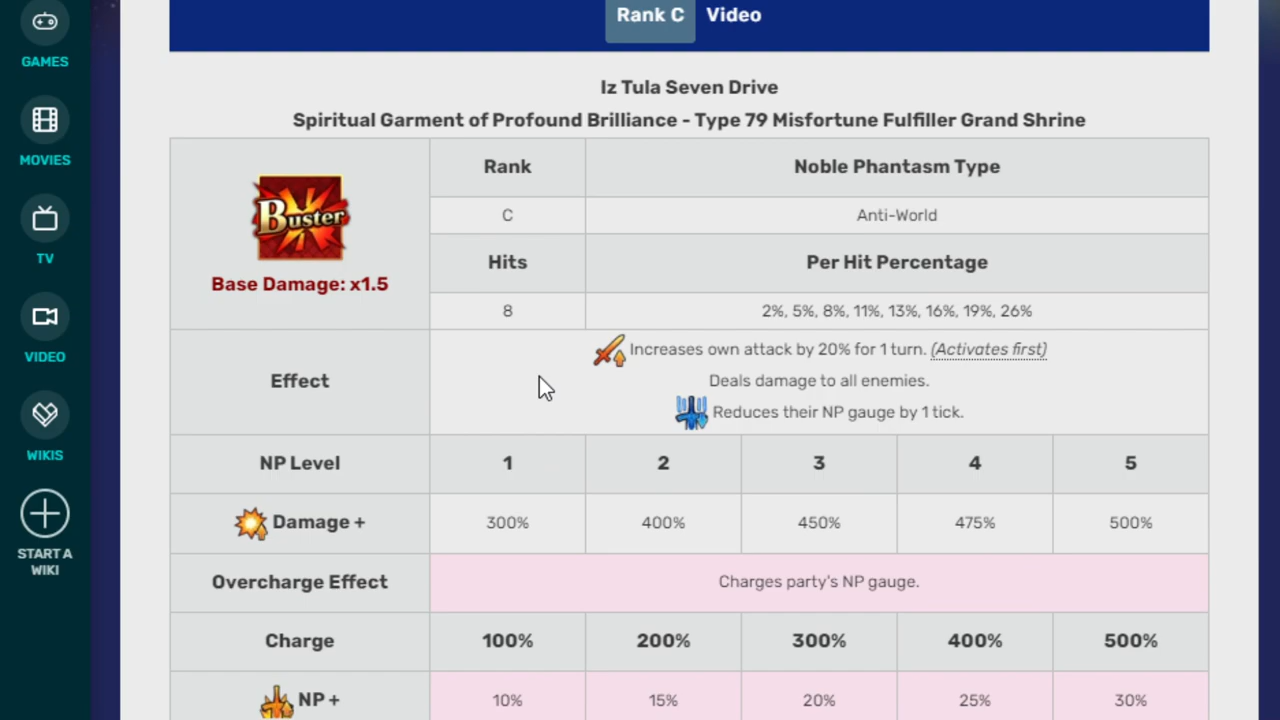 Rank C Video
GAMES
MOVIES
TV
VIDEO
WIKIS
START A
WIKI
Iz Tula Seven Drive
Spiritual Garment of Profound Brilliance - Type 79 Misfortune Fulfiller Grand Shrine
Buster
Base Damage: x1.5
Rank Noble Phantasm Type
C Anti-World
Hits Per Hit Percentage
8 2%, 5%, 8%, 11%, 13%, 16%, 19%, 26%
Effect
Increases own attack by 20% for 1 turn. (Activates first)
Deals damage to all enemies.
Reduces their NP gauge by 1 tick.
NP Level 1 2 3 4 5
Damage + 300% 400% 450% 475% 500%
Overcharge Effect Charges party's NP gauge.
Charge 100% 200% 300% 400% 500%
NP + 10% 15% 20% 25% 30%